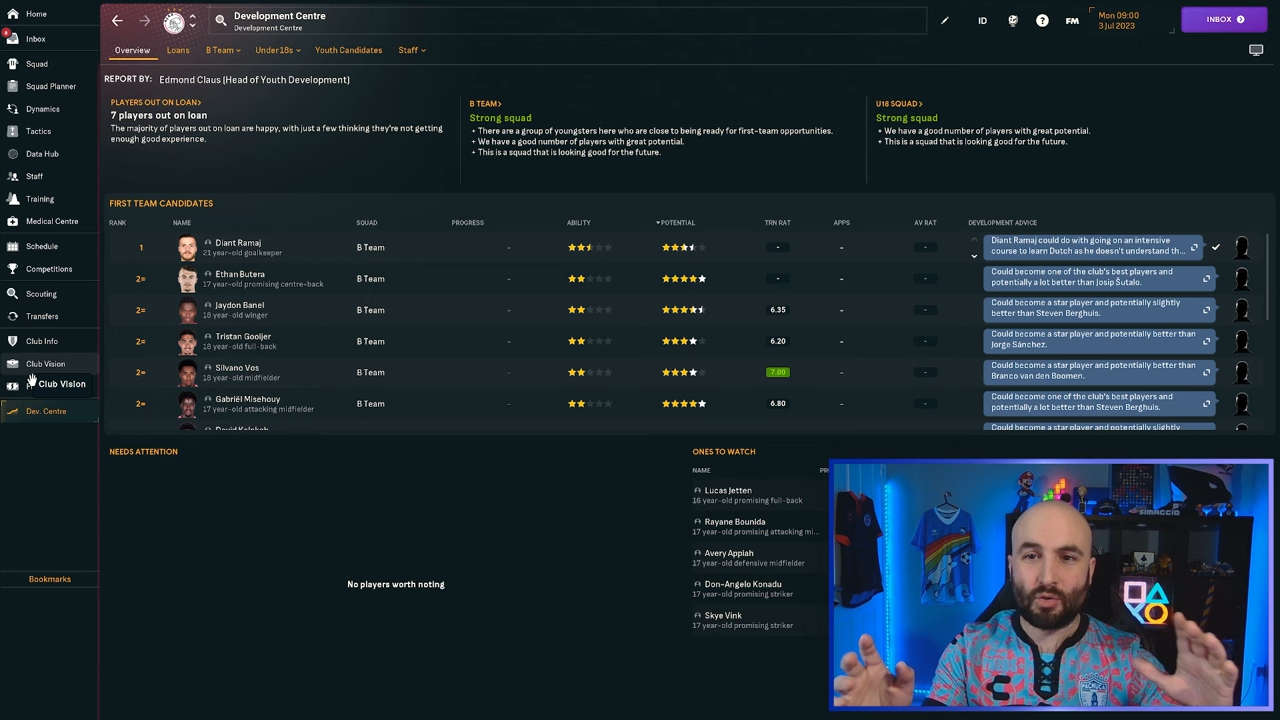 Home
Inbox
Squad
Squad Planner
Dynamics
Tactics
Data Hub
Staff
Training
Medical Centre
Schedule
Competitions
Scouting
Transfers
Club Info
Club Vision
Club Vision
Dev. Centre
Bookmarks
Development Centre
Development Centre
ID
FM
Mon 09:00
3 Jul 2023
INBOX
Overview
Loans
B Team
Under18s
Youth Candidates
Staff
REPORT BY: Edmond Claus (Head of Youth Development)
PLAYERS OUT ON LOAN>
7 players out on loan
The majority of players out on loan are happy, with just a few thinking they're not getting
enough good experience.
B TEAM>
Strong squad
+ There are a group of youngsters here who are close to being ready for first-team opportunities.
+ We have a good number of players with great potential.
+ This is a squad that is looking good for the future.
U18 SQUAD>
Strong squad
+ We have a good number of players with great potential.
+ This is a squad that is looking good for the future.
FIRST TEAM CANDIDATES
RANK NAME SQUAD PROGRESS ABILITY POTENTIAL TRN RAT APPS AV RAT DEVELOPMENT ADVICE
1 Diant Ramaj B Team - - - -
21 year-old goalkeeper
Diant Ramaj could do with going on an intensive
course to learn Dutch as he doesn't understand th...
2= Ethan Butera B Team - - - -
17 year-old promising centre-back
Could become one of the club's best players and
potentially a lot better than Josip Šutalo.
2= Jaydon Banel B Team - 6.35 - -
18 year-old winger
Could become a star player and potentially slightly
better than Steven Berghuis.
2= Tristan Gooijer B Team - 6.20 - -
18 year-old full-back
Could become a star player and potentially better than
Jorge Sánchez.
2= Silvano Vos B Team - 7.00 - -
18 year-old midfielder
Could become a star player and potentially better than
Branco van den Boomen.
2= Gabriël Misehouy B Team - 6.80 - -
17 year-old attacking midfielder
Could become one of the club's best players and
potentially a lot better than Steven Berghuis.
Could become a star player and potentially slightly
NEEDS ATTENTION
No players worth noting
ONES TO WATCH
NAME
Lucas Jetten
16 year-old promising full-back
Rayane Bounida
17 year-old promising attacking mi...
Avery Appiah
17 year-old defensive midfielder
Don-Angelo Konadu
17 year-old promising striker
Skye Vink
17 year-old promising striker
SIMACCIO
PACHUCA